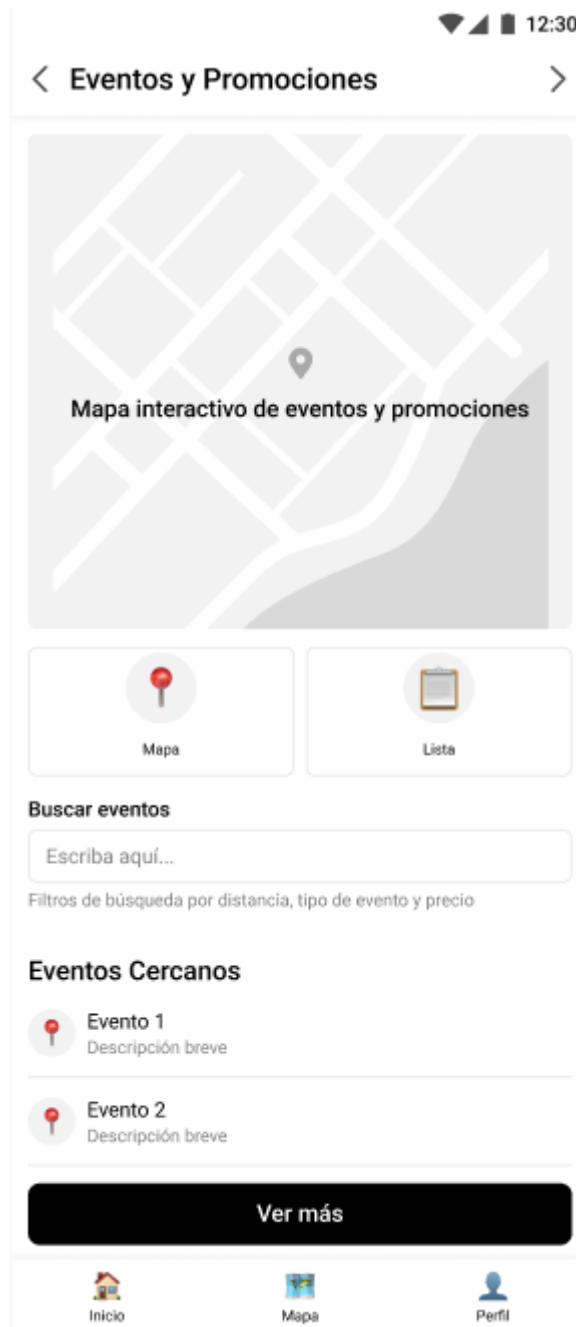 12:30
Eventos y Promociones
Mapa interactivo de eventos y promociones
Mapa
Lista
Buscar eventos
Escriba aquí...
Filtros de búsqueda por distancia, tipo de evento y precio
Eventos Cercanos
Evento 1
Descripción breve
Evento 2
Descripción breve
Ver más
Inicio
Mapa
Perfil